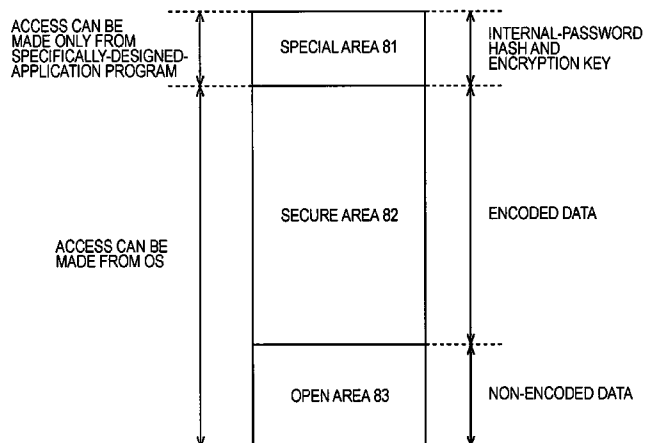 ACCESS CAN BE
MADE ONLY FROM
SPECIFICALLY-DESIGNED-
APPLICATION PROGRAM
SPECIAL AREA 81
INTERNAL-PASSWORD
HASH AND
ENCRYPTION KEY
ACCESS CAN BE
MADE FROM OS
SECURE AREA 82
ENCODED DATA
OPEN AREA 83
NON-ENCODED DATA